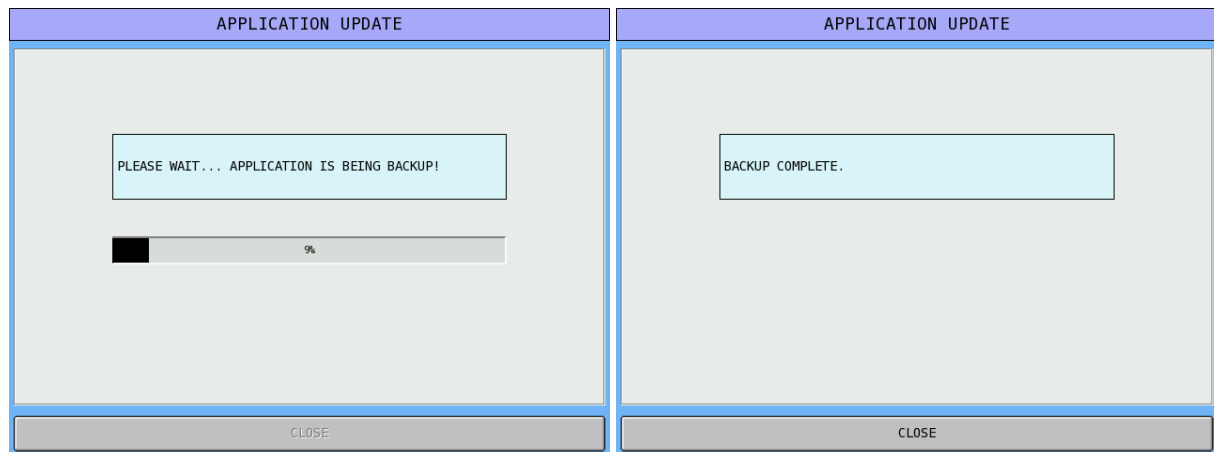 APPLICATION UPDATE
PLEASE WAIT... APPLICATION IS BEING BACKUP!
9%
CLOSE
APPLICATION UPDATE
BACKUP COMPLETE.
CLOSE